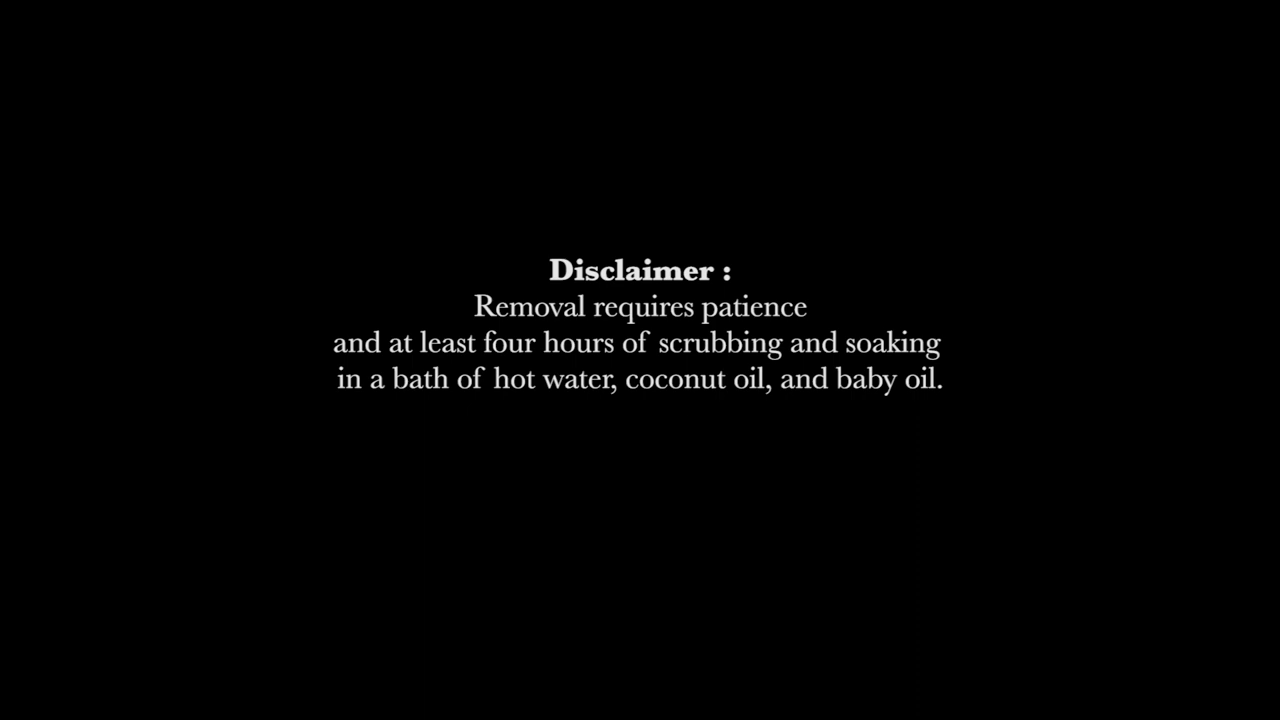 Disclaimer :
Removal requires patience
and at least four hours of scrubbing and soaking
in a bath of hot water, coconut oil, and baby oil.